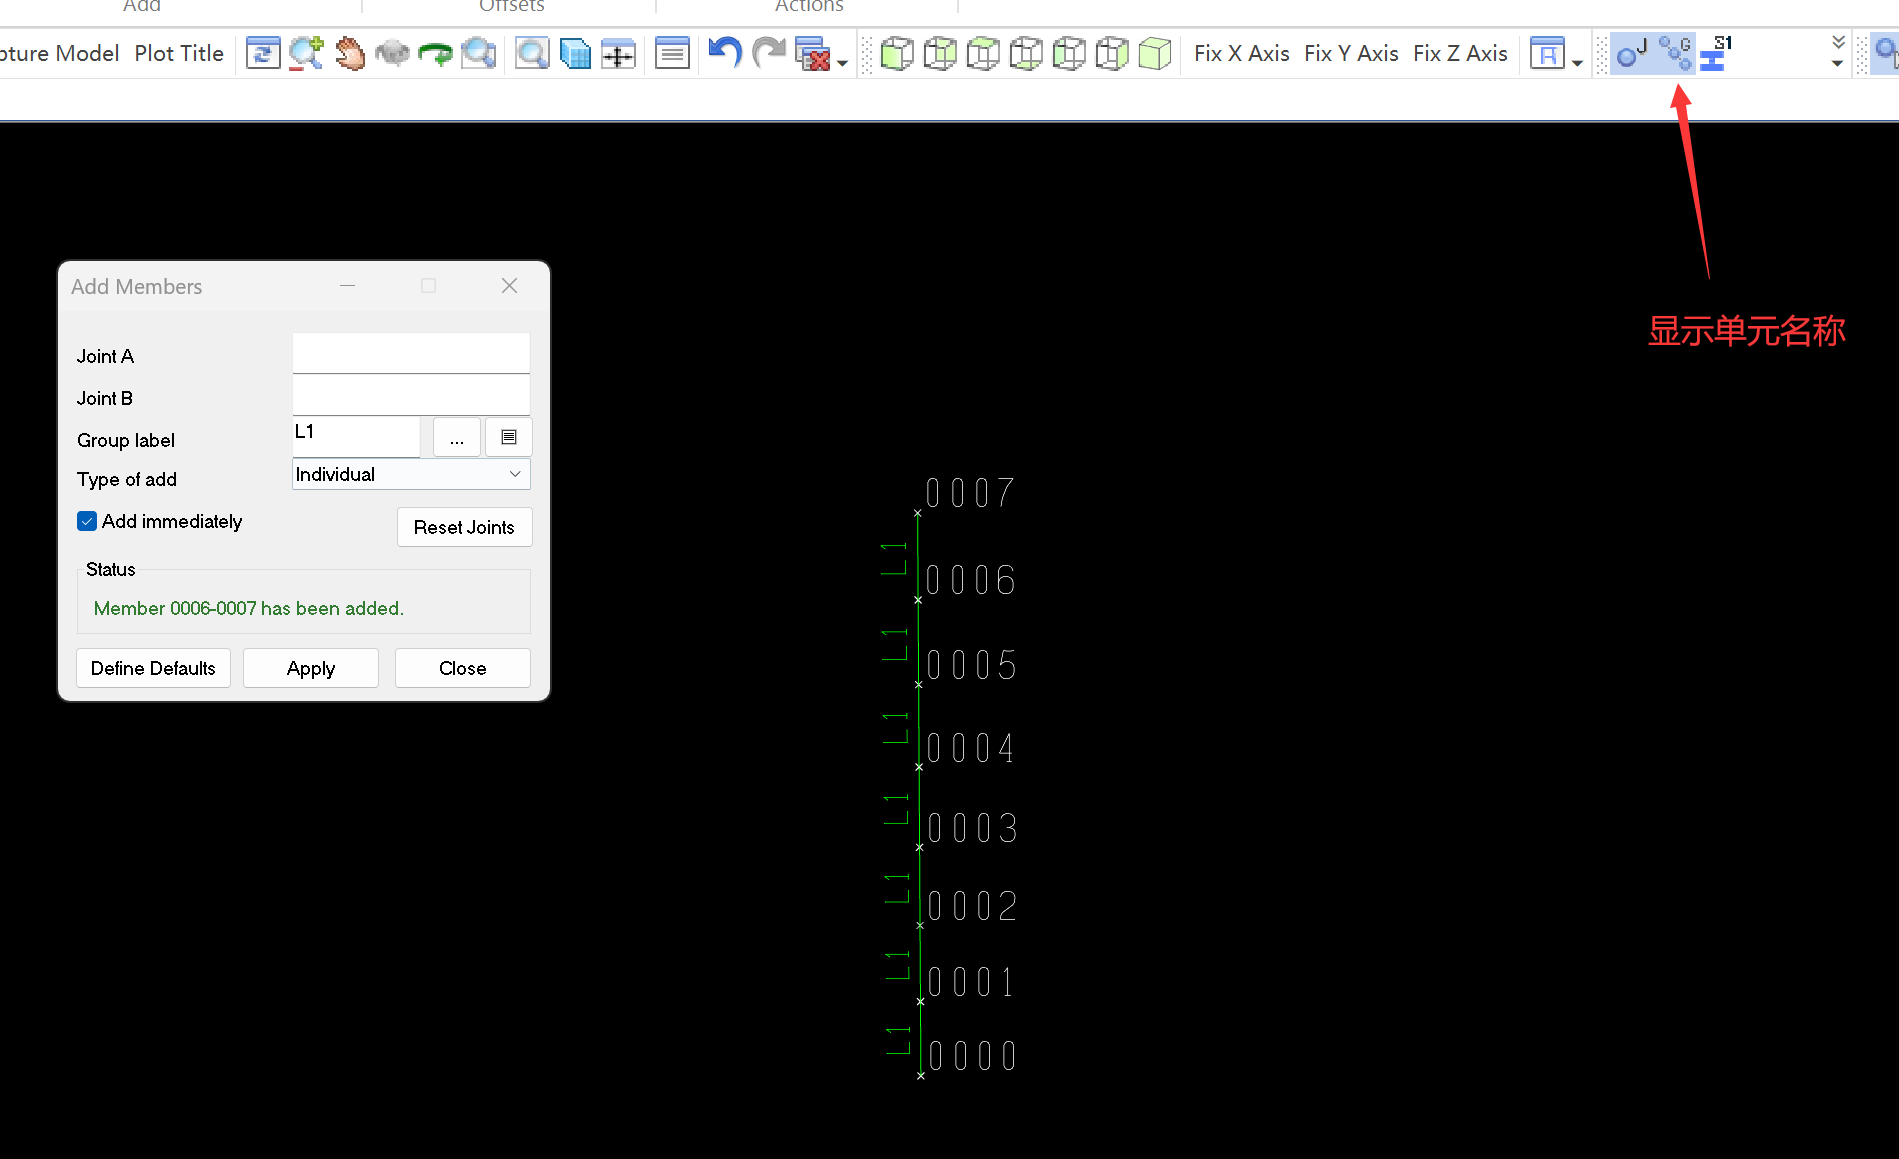 Add Offsets Actions
pture Model Plot Title Fix X Axis Fix Y Axis Fix Z Axis J G S1
显示单元名称
Add Members
Joint A
Joint B
Group label L1 ...
Type of add Individual
Add immediately Reset Joints
Status
Member 0006-0007 has been added.
Define Defaults Apply Close
0007
L1
0006
L1
0005
L1
0004
L1
0003
L1
0002
L1
0001
L1
0000